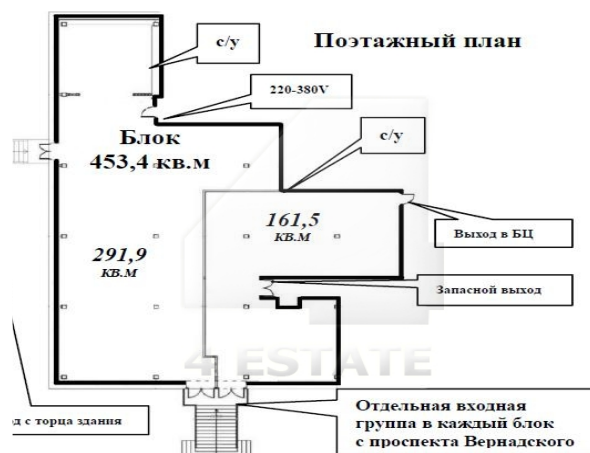 с/у
Поэтажный план
220-380V
Блок
453,4 кв.м
с/у
161,5
КВ.М
Выход в БЦ
291,9
КВ.М
Запасной выход
4 ESTATE
с торца здания
Отдельная входная
группа в каждый блок
с проспекта Вернадского